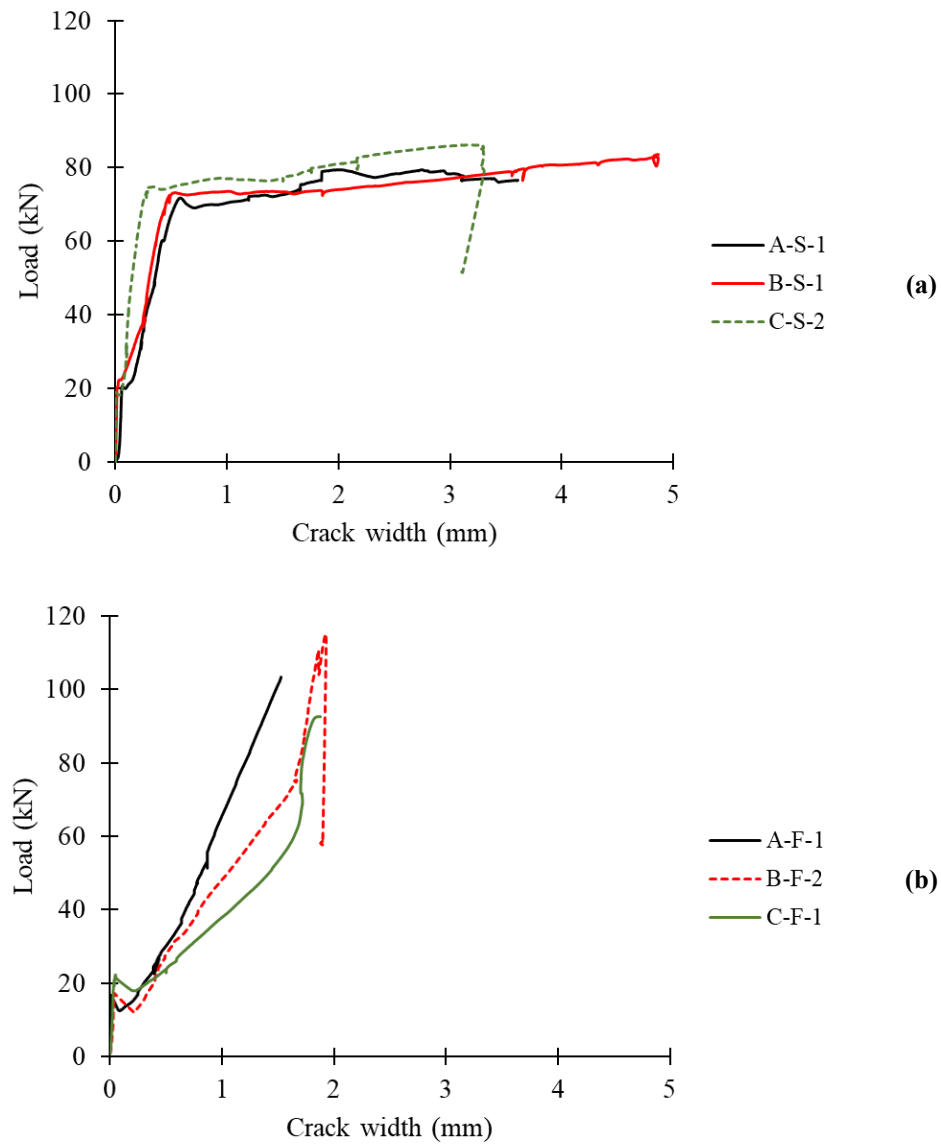 120
100
80
60
40
20
0
Load (kN)
0 1 2 3 4 5
Crack width (mm)
A-S-1
B-S-1
C-S-2
(a)
120
100
80
60
40
20
0
Load (kN)
0 1 2 3 4 5
Crack width (mm)
A-F-1
B-F-2
C-F-1
(b)